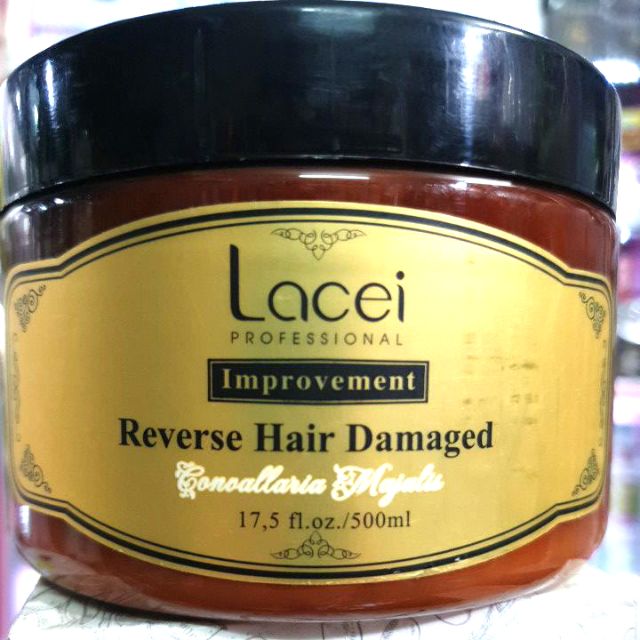 Lacei
PROFESSIONAL
Improvement
Reverse Hair Damaged
Convallaria Majalis
17,5 fl.oz./500ml